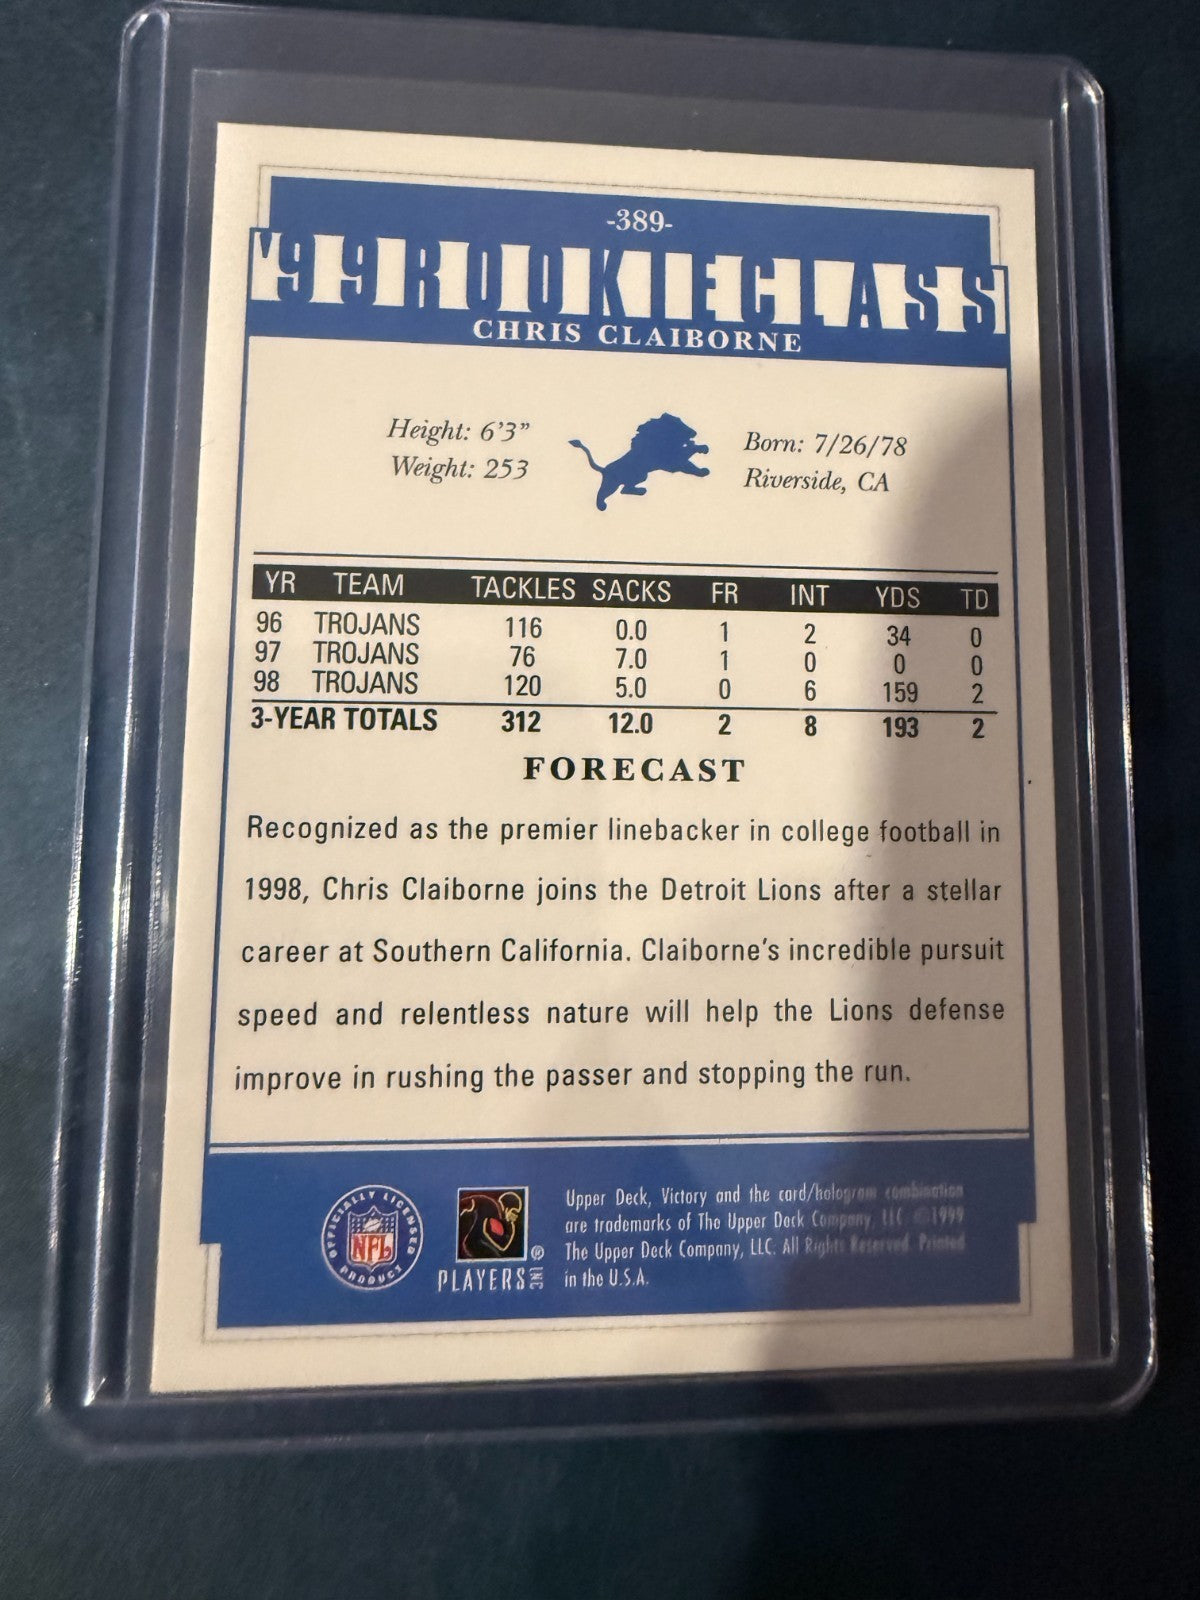 -389-
'99 ROOKIE CLASS
CHRIS CLAIBORNE
Height: 6'3"
Weight: 253
Born: 7/26/78
Riverside, CA
YR TEAM TACKLES SACKS FR INT YDS TD
96 TROJANS 116 0.0 1 2 34 0
97 TROJANS 76 7.0 1 0 0 0
98 TROJANS 120 5.0 0 6 159 2
3-YEAR TOTALS 312 12.0 2 8 193 2
FORECAST
Recognized as the premier linebacker in college football in
1998, Chris Claiborne joins the Detroit Lions after a stellar
career at Southern California. Claiborne's incredible pursuit
speed and relentless nature will help the Lions defense
improve in rushing the passer and stopping the run.
OFFICIALLY LICENSED
NFL
PRODUCT
PLAYERS INC ®
Upper Deck, Victory and the card/hologram combination
are trademarks of The Upper Deck Company, LLC. ©1999
The Upper Deck Company, LLC. All Rights Reserved. Printed
in the U.S.A.